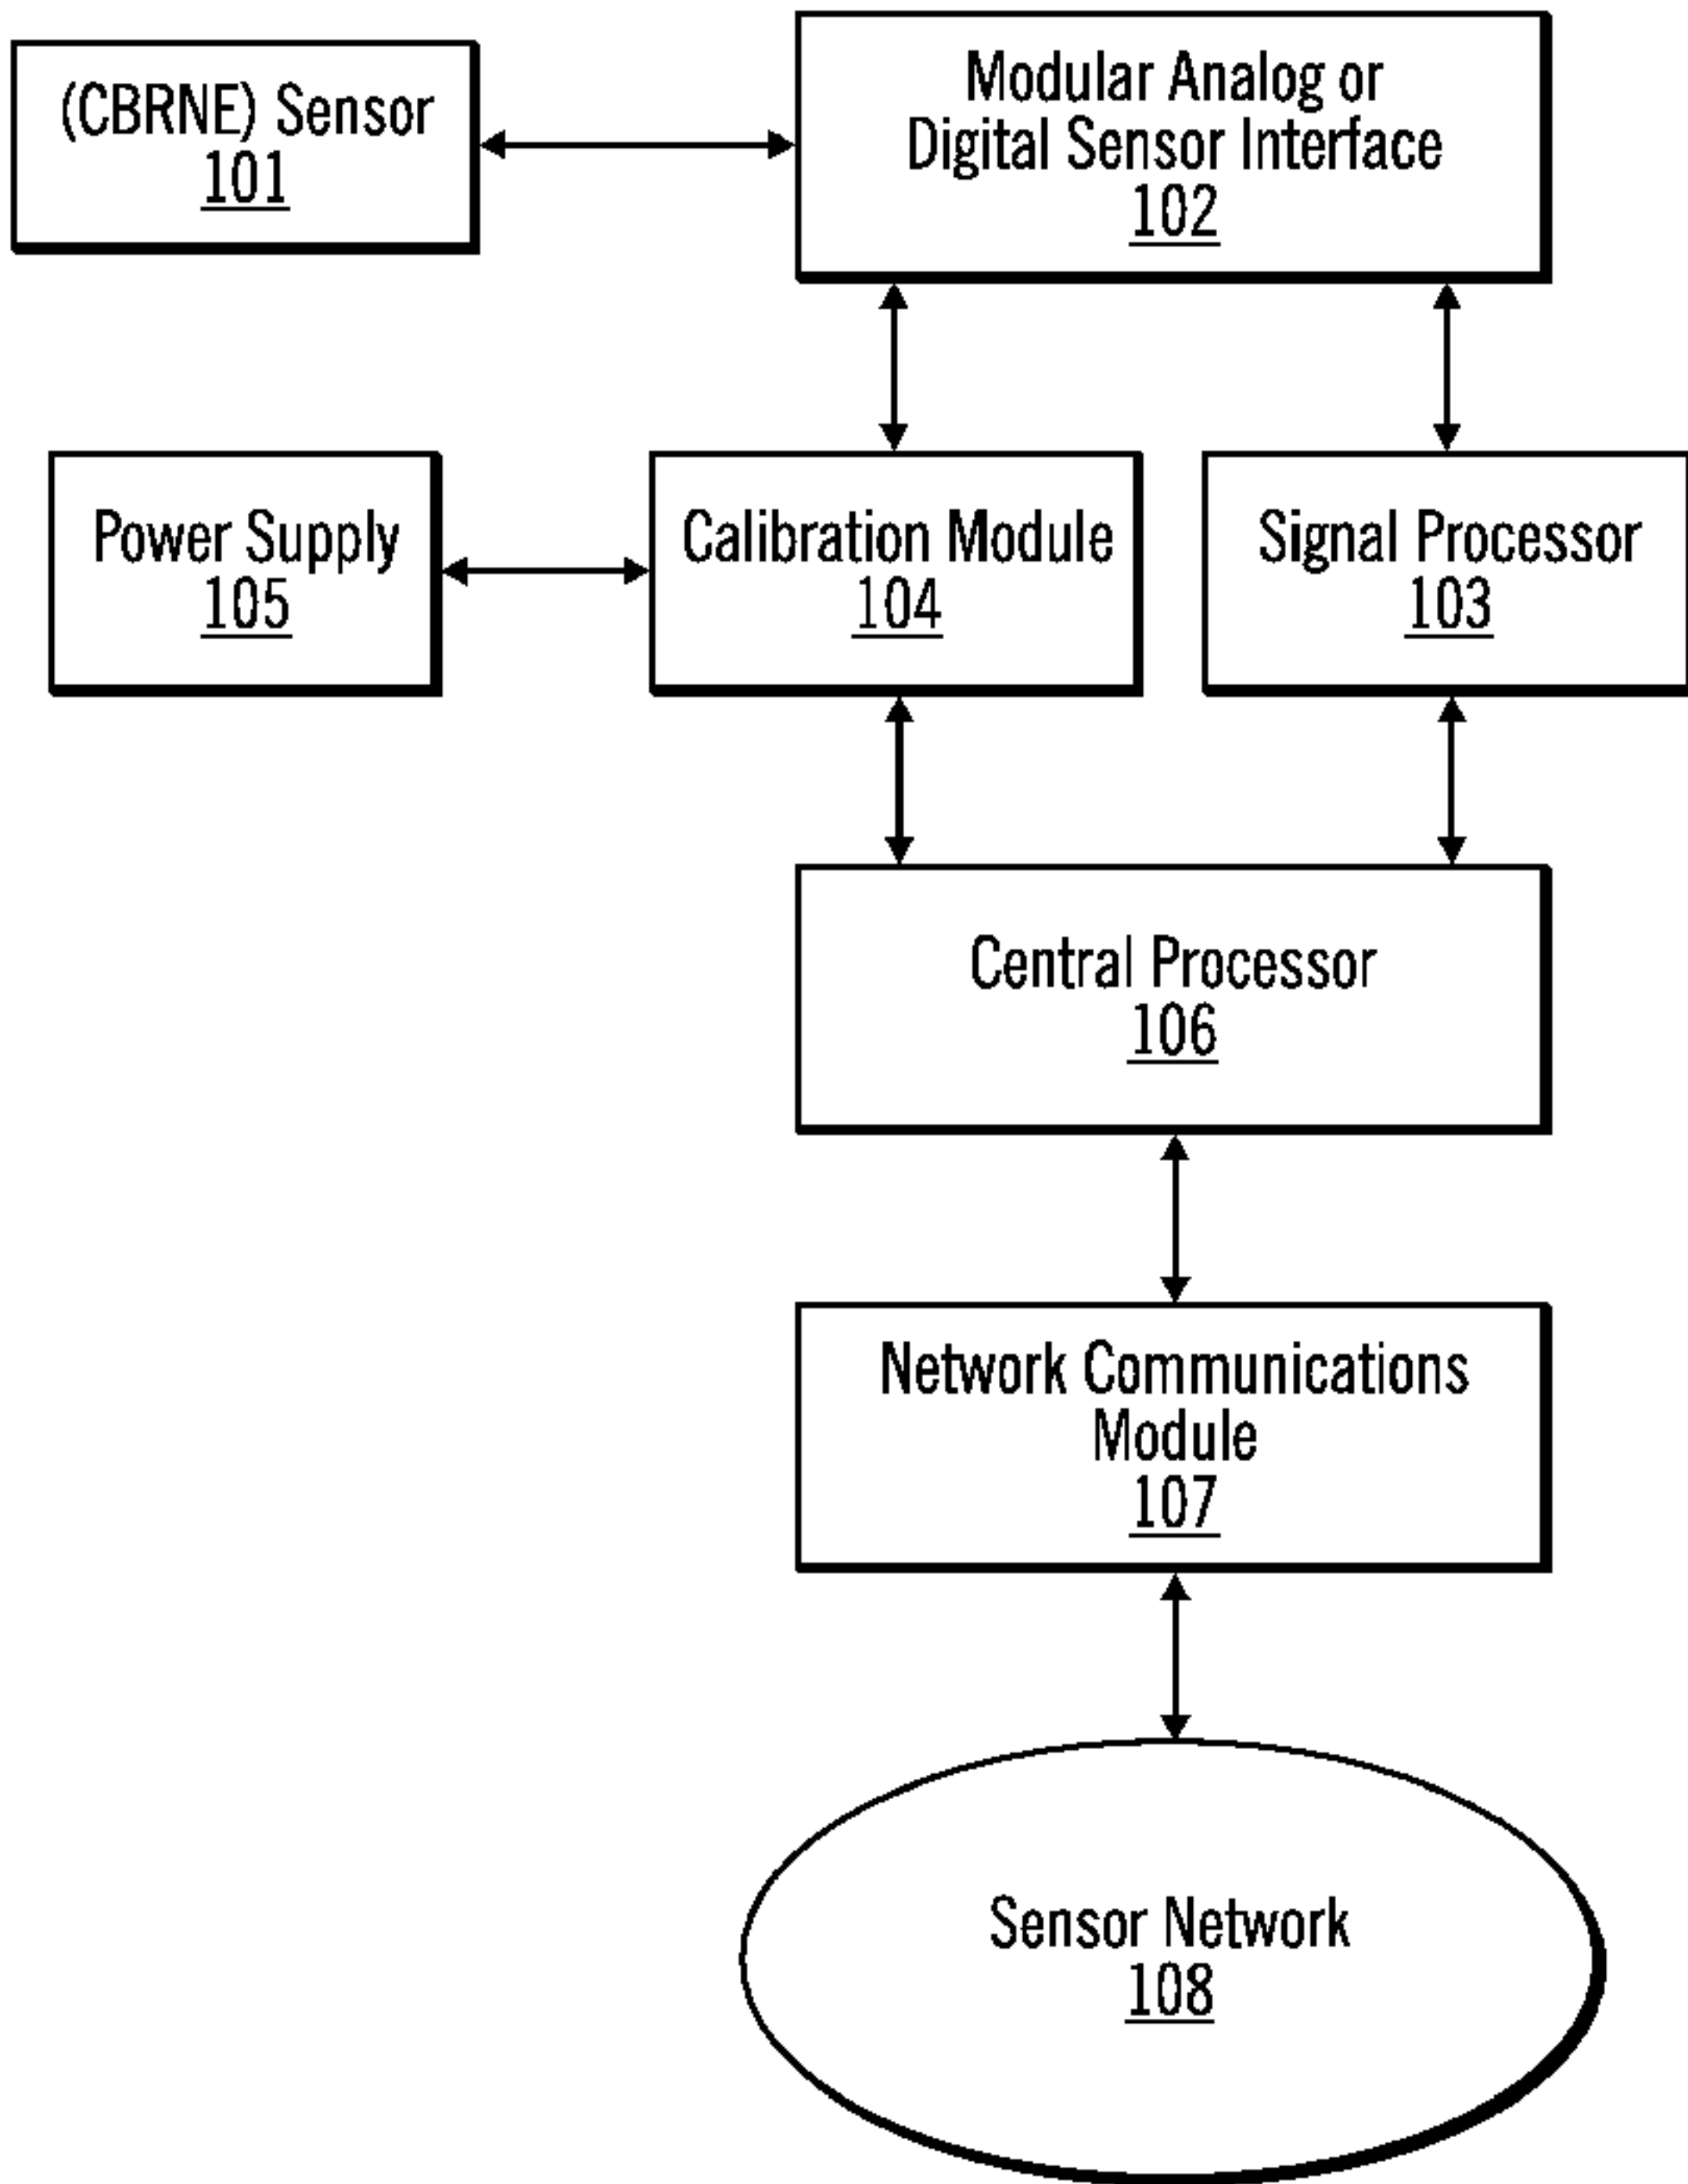 (CBRNE) Sensor
101
Modular Analog or
Digital Sensor Interface
102
Power Supply
105
Calibration Module
104
Signal Processor
103
Central Processor
106
Network Communications
Module
107
Sensor Network
108